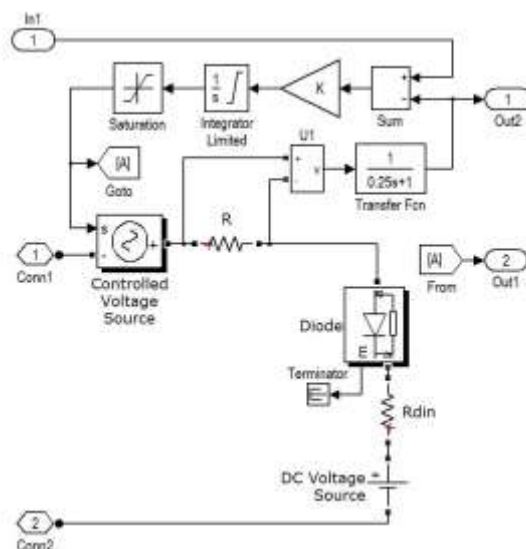 In1
1
Saturation
1
s
Integrator
Limited
K
+
-
Sum
1
Out2
U1
+
-
v
1
0.25s+1
Transfer Fcn
[A]
Goto
s
-
+
1
Conn1
Controlled
Voltage
Source
R
[A]
From
2
Out1
Diode
E
Terminator
Rdin
DC Voltage
Source
+
2
Conn2